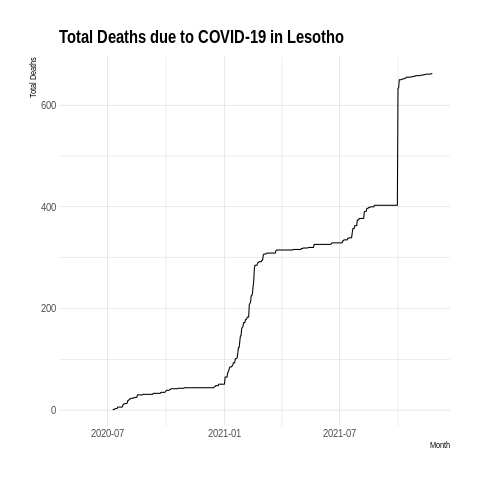 Total Deaths due to COVID-19 in Lesotho
Total Deaths
600
400
200
0
2020-07
2021-01
2021-07
Month